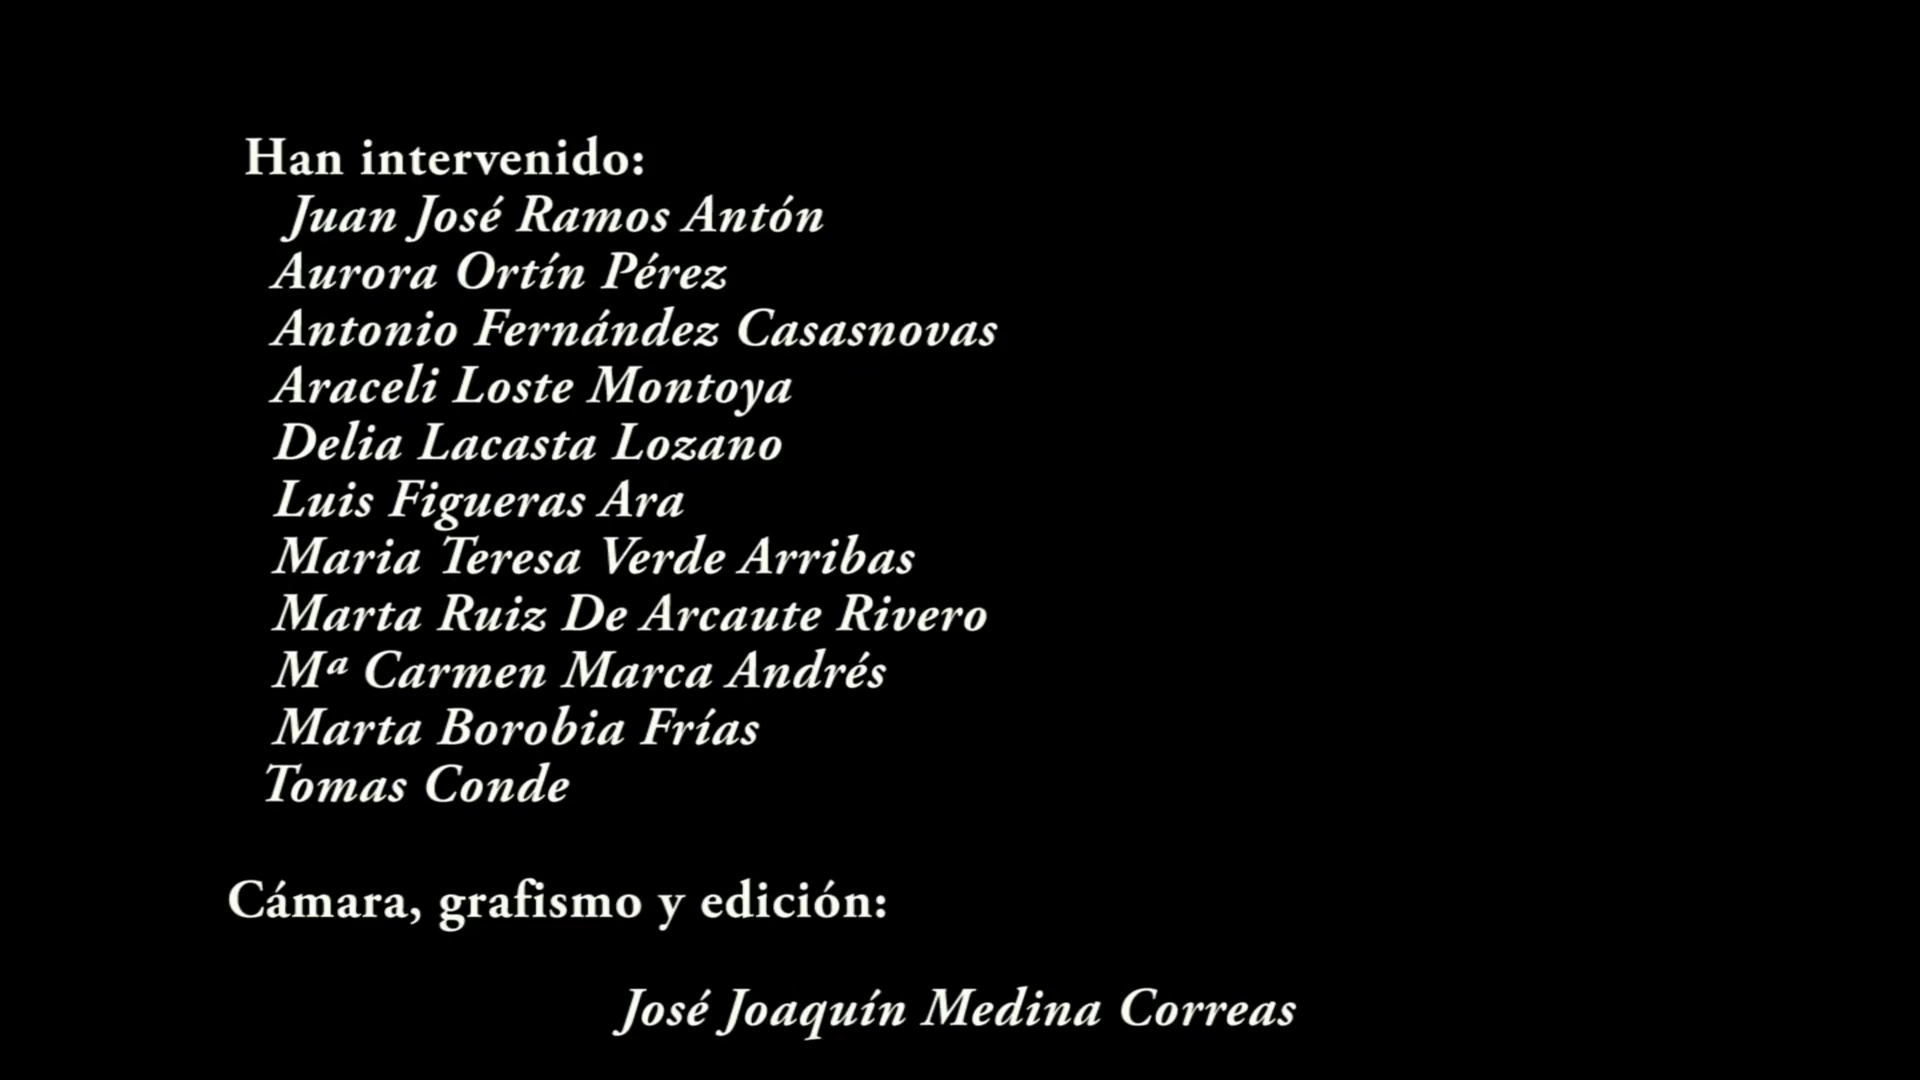 Han intervenido:
Juan José Ramos Antón
Aurora Ortín Pérez
Antonio Fernández Casasnovas
Araceli Loste Montoya
Delia Lacasta Lozano
Luis Figueras Ara
Maria Teresa Verde Arribas
Marta Ruiz De Arcaute Rivero
Mª Carmen Marca Andrés
Marta Borobia Frías
Tomas Conde
Cámara, grafismo y edición:
José Joaquín Medina Correas